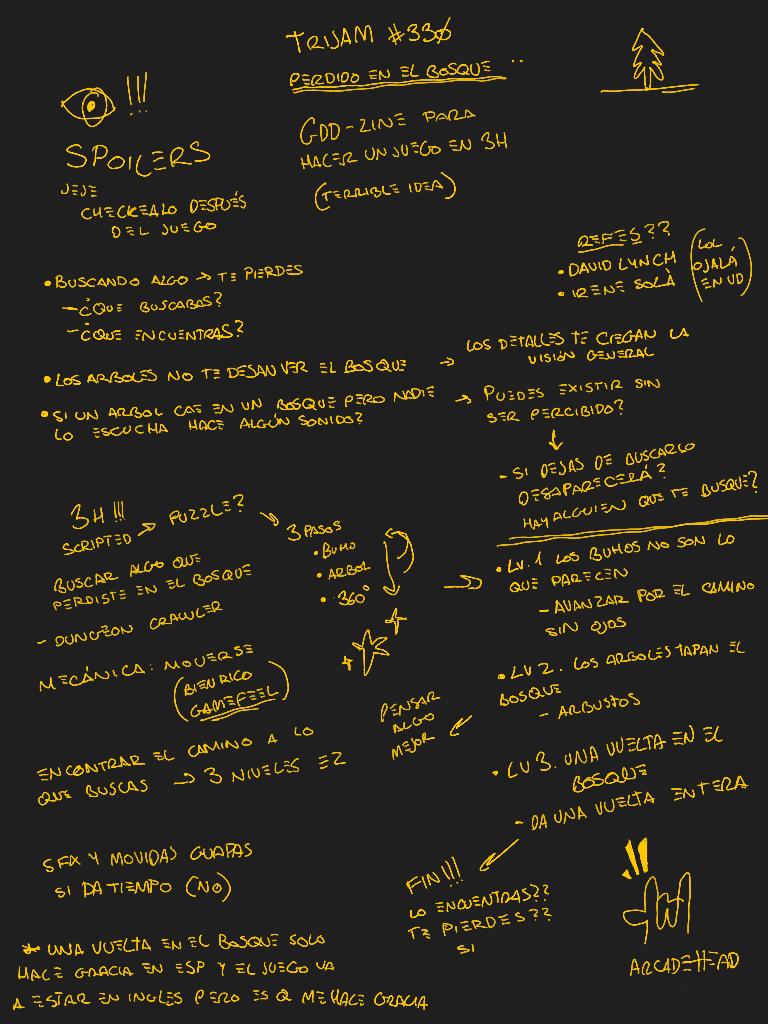 TRIJAM #330
PERDIDO EN EL BOSQUE ..
!!!
SPOILERS
JEJE
CHECKEALO DESPUÉS
DEL JUEGO
GDD-ZINE PARA
HACER UN JUEGO EN 3H
(TERRIBLE IDEA)
REFES??
• DAVID LYNCH
• IRENE SOLÀ
(LOL
OJALÁ
EN UD)
• BUSCANDO ALGO → TE PIERDES
- ¿QUE BUSCABAS?
- ¿QUE ENCUENTRAS?
• LOS ARBOLES NO TE DEJAN VER EL BOSQUE → LOS DETALLES TE CIEGAN LA
VISIÓN GENERAL
• SI UN ARBOL CAE EN UN BOSQUE PERO NADIE
LO ESCUCHA HACE ALGÚN SONIDO?
→ PUEDES EXISTIR SIN
SER PERCIBIDO?
↓
- SI DEJAS DE BUSCARLO
DESAPARECERÁ?
HAY ALGUIEN QUE TE BUSQUE?
3H!!!
SCRIPTED → PUZZLE? →
BUSCAR ALGO QUE
PERDISTE EN EL BOSQUE
- DUNGEON CRAWLER
MECÁNICA: MOVERSE
(BIEN RICO
GAMEFEEL)
ENCONTRAR EL CAMINO A LO
QUE BUSCAS → 3 NIVELES EZ
3 PASOS
• BUHO
• ARBOL
• 360°
→
• LV. 1 LOS BUHOS NO SON LO
QUE PARECEN
- AVANZAR POR EL CAMINO
SIN OJOS
• LV 2. LOS ARBOLES TAPAN EL
BOSQUE
- ARBUSTOS
PENSAR
ALGO
MEJOR
• LV 3. UNA VUELTA EN EL
BOSQUE
- DA UNA VUELTA ENTERA
FIN!!!
LO ENCUENTRAS??
TE PIERDES??
SI
SFX Y MOVIDAS GUAPAS
SI DA TIEMPO (NO)
* UNA VUELTA EN EL BOSQUE SOLO
HACE GRACIA EN ESP Y EL JUEGO VA
A ESTAR EN INGLES PERO ES Q ME HACE GRACIA
ARCADEHEAD